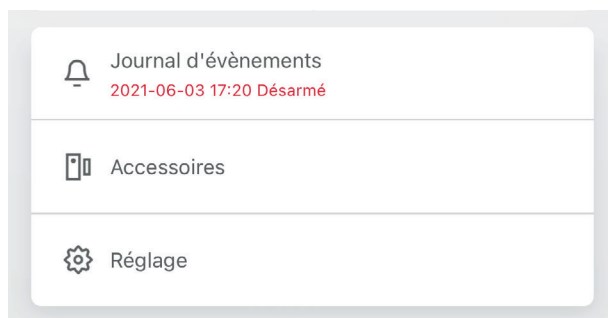 Journal d'évènements
2021-06-03 17:20 Désarmé
Accessoires
Réglage